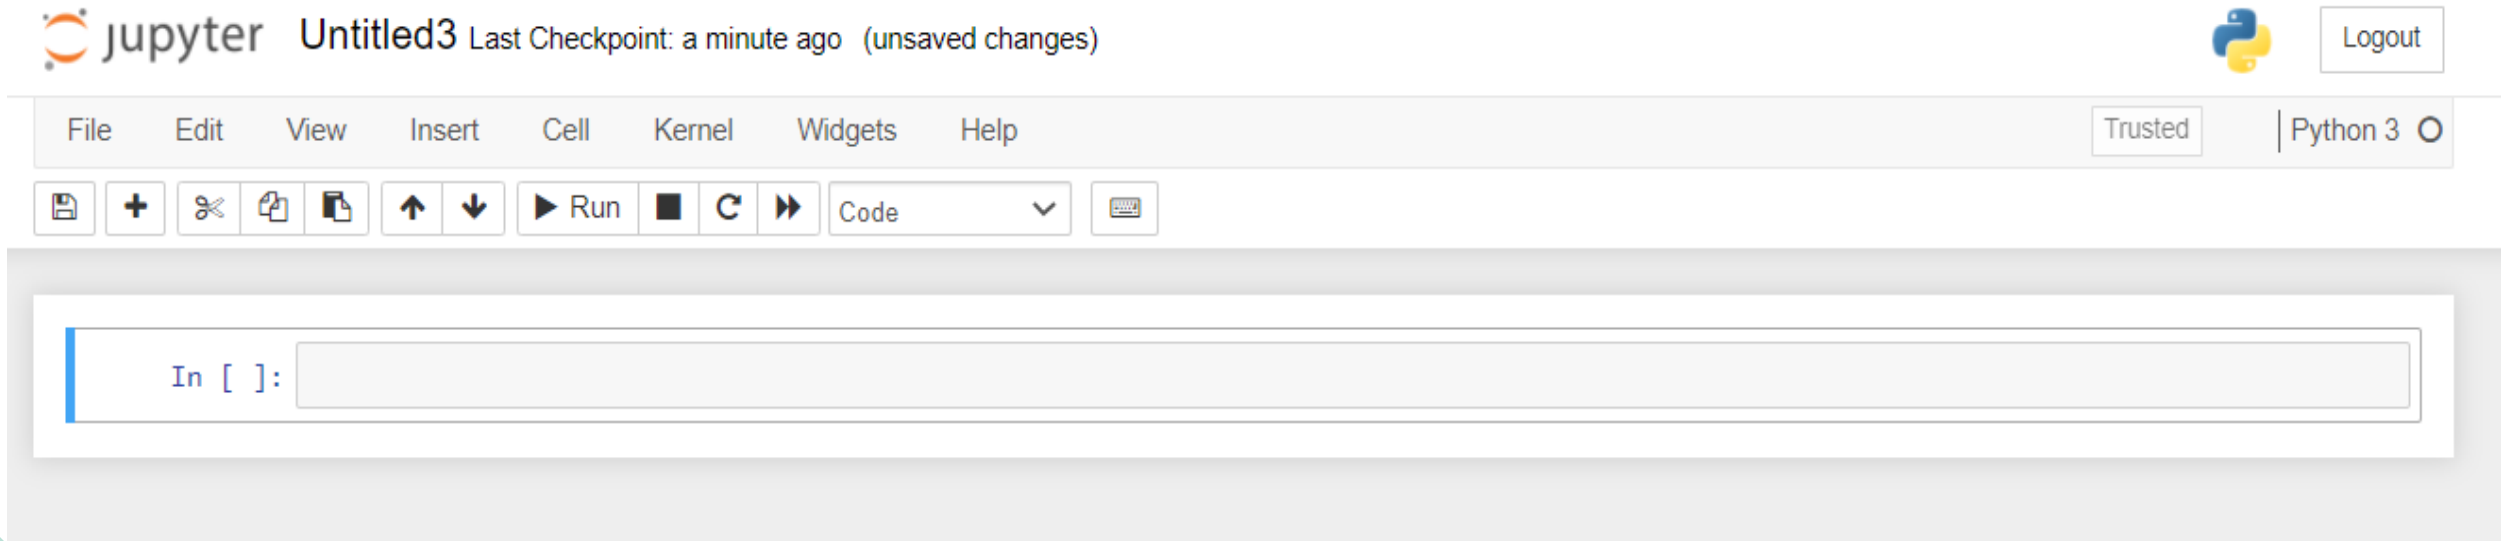 jupyter Untitled3 Last Checkpoint: a minute ago (unsaved changes) Logout
File Edit View Insert Cell Kernel Widgets Help Trusted Python 3
Run Code
In [ ]: